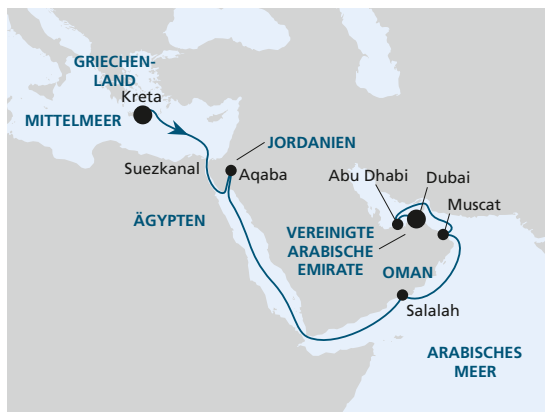 GRIECHEN-
LAND
Kreta
MITTELMEER
JORDANIEN
Suezkanal
Aqaba
Abu Dhabi
Dubai
Muscat
ÄGYPTEN
VEREINIGTE
ARABISCHE
EMIRATE
OMAN
Salalah
ARABISCHES
MEER